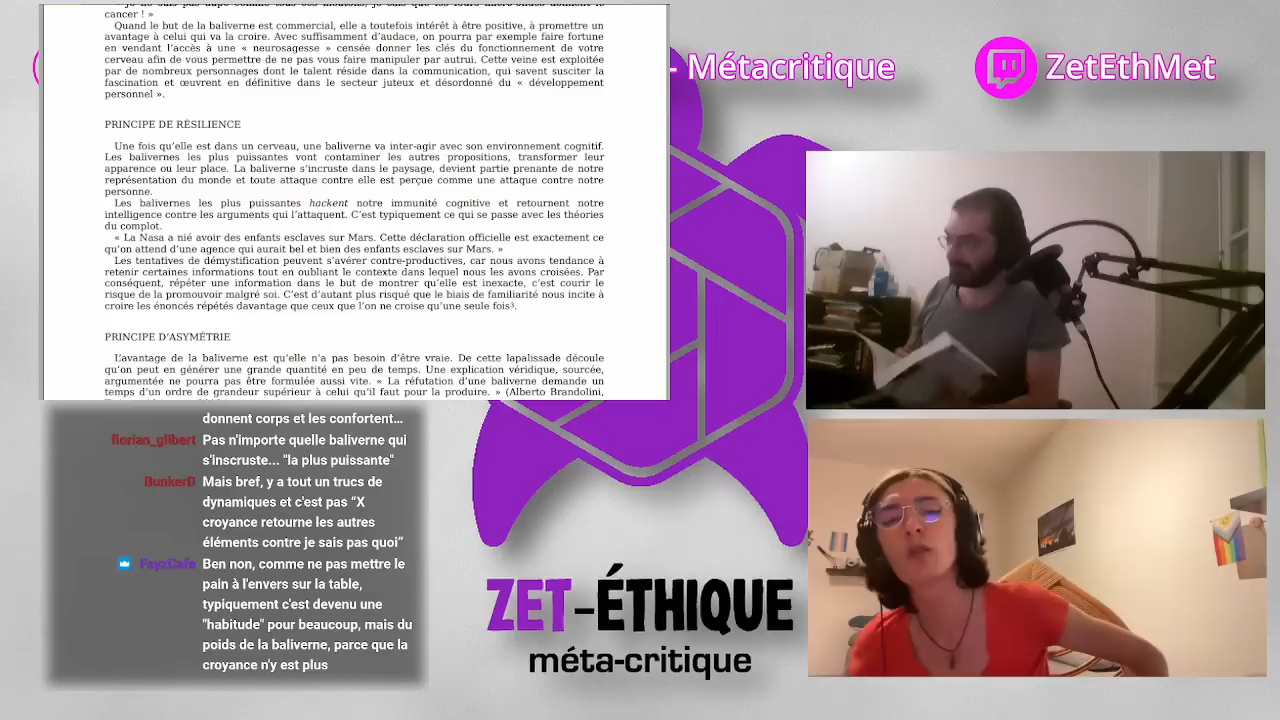 cancer ! »
Quand le but de la baliverne est commercial, elle a toutefois intérêt à être positive, à promettre un
avantage à celui qui va la croire. Avec suffisamment d’audace, on pourra par exemple faire fortune
en vendant l’accès à une « neurosagesse » censée donner les clés du fonctionnement de votre
cerveau afin de vous permettre de ne pas vous faire manipuler par autrui. Cette veine est exploitée
par de nombreux personnages dont le talent réside dans la communication, qui savent susciter la
fascination et œuvrent en définitive dans le secteur juteux et désordonné du « développement
personnel ».
PRINCIPE DE RÉSILIENCE
Une fois qu’elle est dans un cerveau, une baliverne va inter-agir avec son environnement cognitif.
Les balivernes les plus puissantes vont contaminer les autres propositions, transformer leur
apparence ou leur place. La baliverne s’incruste dans le paysage, devient partie prenante de notre
représentation du monde et toute attaque contre elle est perçue comme une attaque contre notre
personne.
Les balivernes les plus puissantes hackent notre immunité cognitive et retournent notre
intelligence contre les arguments qui l’attaquent. C’est typiquement ce qui se passe avec les théories
du complot.
« La Nasa a nié avoir des enfants esclaves sur Mars. Cette déclaration officielle est exactement ce
qu’on attend d’une agence qui aurait bel et bien des enfants esclaves sur Mars. »
Les tentatives de démystification peuvent s’avérer contre-productives, car nous avons tendance à
retenir certaines informations tout en oubliant le contexte dans lequel nous les avons croisées. Par
conséquent, répéter une information dans le but de montrer qu’elle est inexacte, c’est courir le
risque de la promouvoir malgré soi. C’est d’autant plus risqué que le biais de familiarité nous incite à
croire les énoncés répétés davantage que ceux que l’on ne croise qu’une seule fois³.
PRINCIPE D’ASYMÉTRIE
L’avantage de la baliverne est qu’elle n’a pas besoin d’être vraie. De cette lapalissade découle
qu’on peut en générer une grande quantité en peu de temps. Une explication véridique, sourcée,
argumentée ne pourra pas être formulée aussi vite. « La réfutation d’une baliverne demande un
temps d’un ordre de grandeur supérieur à celui qu’il faut pour la produire. » (Alberto Brandolini,
- Métacritique
ZetEthMet
donnent corps et les confortent…
florian_glibert Pas n'importe quelle baliverne qui
s'inscruste... "la plus puissante"
BunkerD Mais bref, y a tout un trucs de
dynamiques et c'est pas “X
croyance retourne les autres
éléments contre je sais pas quoi”
FayzCafe Ben non, comme ne pas mettre le
pain à l'envers sur la table,
typiquement c'est devenu une
"habitude" pour beaucoup, mais du
poids de la baliverne, parce que la
croyance n'y est plus
ZET-ÉTHIQUE
méta-critique